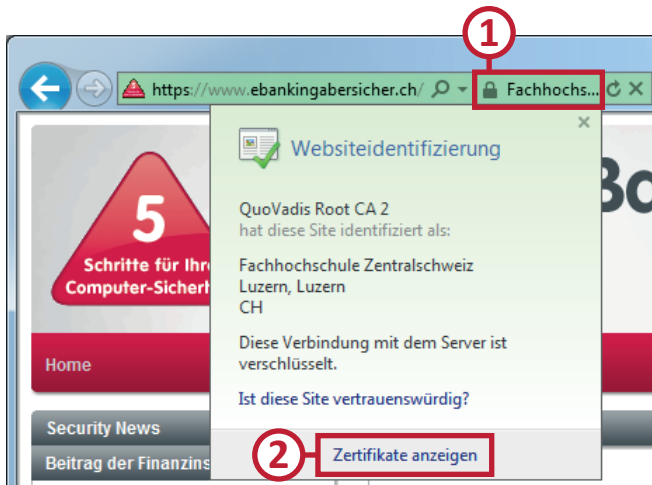 1
https://www.ebankingabersicher.ch/
Fachhochs...
Websiteidentifizierung
QuoVadis Root CA 2
hat diese Site identifiziert als:
Fachhochschule Zentralschweiz
Luzern, Luzern
CH
Diese Verbindung mit dem Server ist
verschlüsselt.
Ist diese Site vertrauenswürdig?
2
Zertifikate anzeigen
5
Schritte für Ihr
Computer-Sicher
Home
Security News
Beitrag der Finanzins